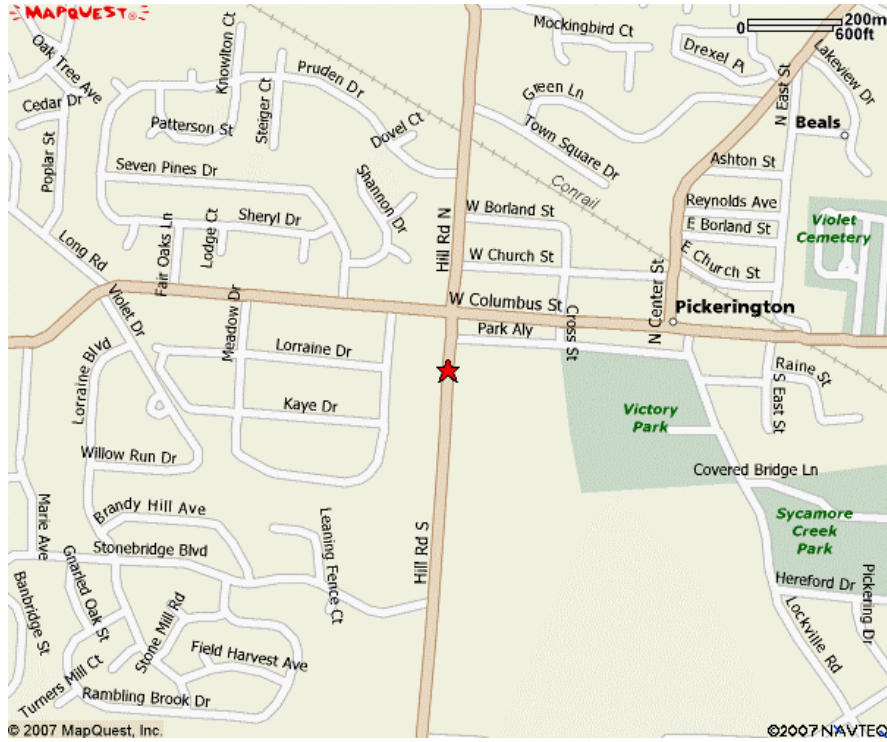 MAPQUEST
200m
600ft
0
Mockingbird Ct
Drexel Pl
Lakeview Dr
N East St
Oak Tree Ave
Knowlton Ct
Steiger Ct
Pruden Dr
Cedar Dr
Patterson St
Dovel Ct
Green Ln
Town Square Dr
Beals
Poplar St
Seven Pines Dr
Shannon Dr
Conrail
Ashton St
Reynolds Ave
Sheryl Dr
Fair Oaks Ln
Lodge Ct
Hill Rd N
W Borland St
E Borland St
Violet
Cemetery
Long Rd
W Church St
E Church St
N Center St
Violet Dr
Meadow Dr
W Columbus St
Pickerington
Park Aly
Cross St
Lorraine Blvd
Lorraine Dr
Raine St
S East St
Kaye Dr
Victory
Park
Willow Run Dr
Covered Bridge Ln
Marie Ave
Brandy Hill Ave
Leaning Fence Ct
Sycamore
Creek
Park
Stonebridge Blvd
Hill Rd S
Gnarled Oak St
Banbridge St
Stone Mill Rd
Hereford Dr
Pickering Dr
Lockville Rd
Field Harvest Ave
Turners Mill Ct
Rambling Brook Dr
© 2007 MapQuest, Inc.
©2007 NAVTEQ